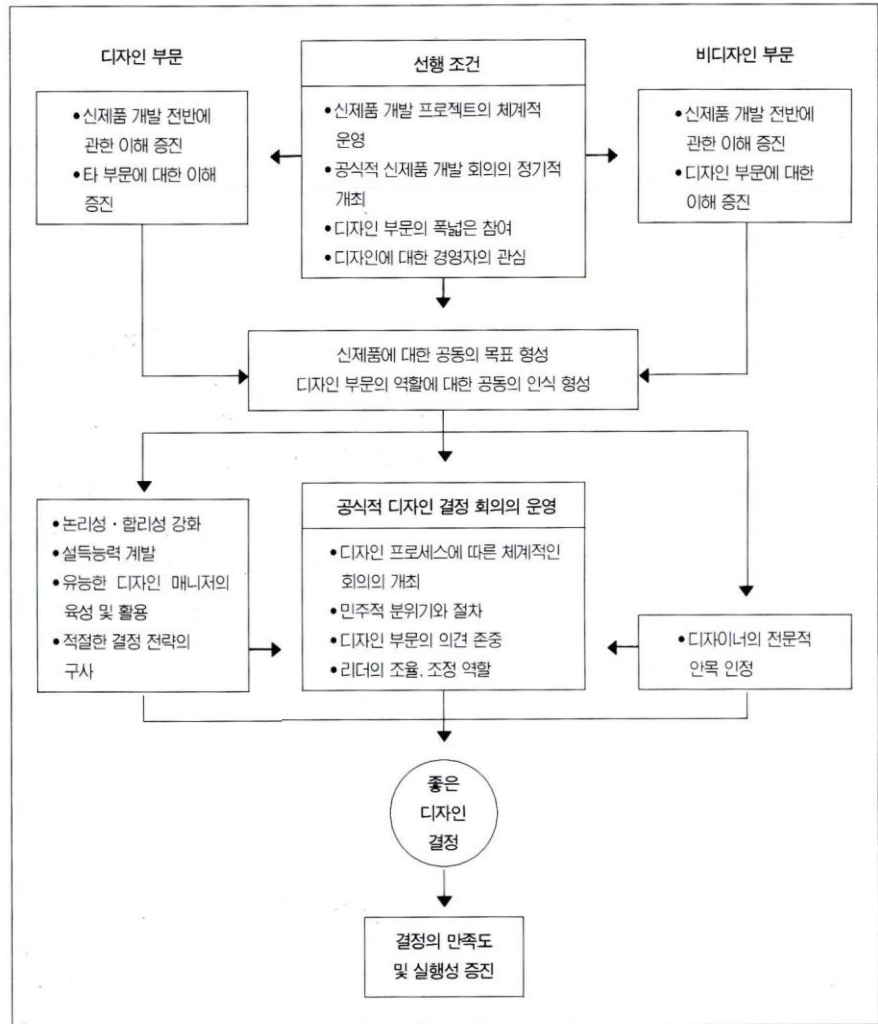 디자인 부문
• 신제품 개발 전반에
관한 이해 증진
• 타 부문에 대한 이해
증진
선행 조건
• 신제품 개발 프로젝트의 체계적
운영
• 공식적 신제품 개발 회의의 정기적
개최
• 디자인 부문의 폭넓은 참여
• 디자인에 대한 경영자의 관심
비디자인 부문
• 신제품 개발 전반에
관한 이해 증진
• 디자인 부문에 대한
이해 증진
신제품에 대한 공동의 목표 형성
디자인 부문의 역할에 대한 공동의 인식 형성
• 논리성 · 합리성 강화
• 설득능력 계발
• 유능한 디자인 매니저의
육성 및 활용
• 적절한 결정 전략의
구사
공식적 디자인 결정 회의의 운영
• 디자인 프로세스에 따른 체계적인
회의의 개최
• 민주적 분위기와 절차
• 디자인 부문의 의견 존중
• 리더의 조율, 조정 역할
• 디자이너의 전문적
안목 인정
좋은
디자인
결정
결정의 만족도
및 실행성 증진